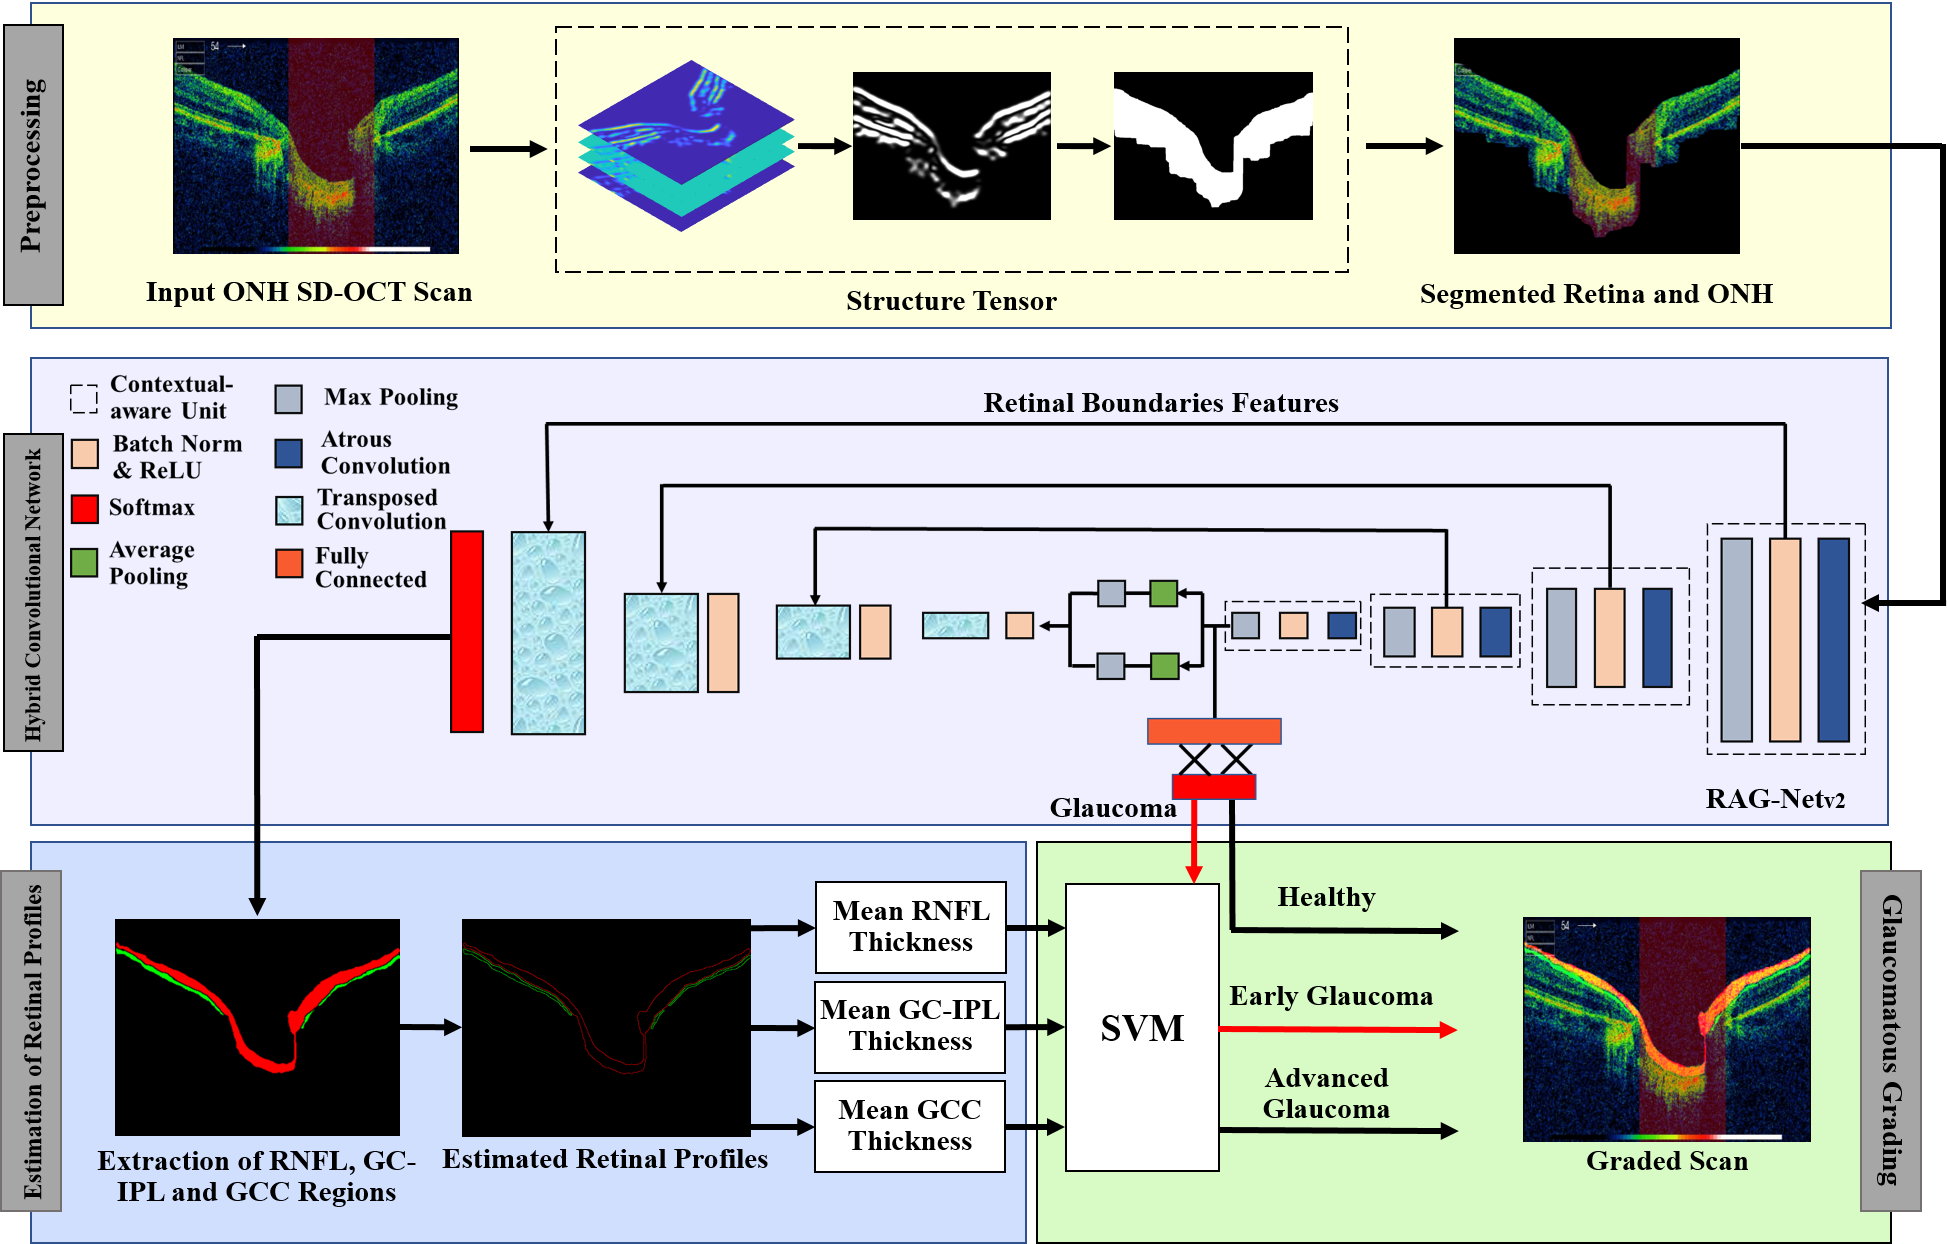 Preprocessing
54
Input ONH SD-OCT Scan
Structure Tensor
Segmented Retina and ONH
Hybrid Convolutional Network
Contextual-
aware Unit
Max Pooling
Batch Norm
& ReLU
Atrous
Convolution
Softmax
Transposed
Convolution
Average
Pooling
Fully
Connected
Retinal Boundaries Features
RAG-Netv2
Glaucoma
Estimation of Retinal Profiles
Extraction of RNFL, GC-
IPL and GCC Regions
Estimated Retinal Profiles
Mean RNFL
Thickness
Mean GC-IPL
Thickness
Mean GCC
Thickness
SVM
Healthy
Early Glaucoma
Advanced
Glaucoma
54
Graded Scan
Glaucomatous Grading